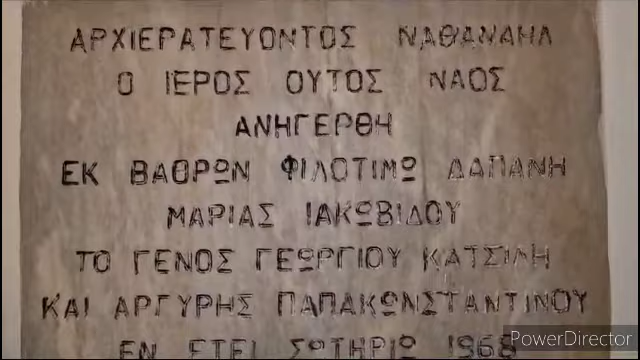 ΑΡΧΙΕΡΑΤΕΥΟΝΤΟΣ ΝΑΘΑΝΑΗΛ
Ο ΙΕΡΟΣ ΟΥΤΟΣ ΝΑΟΣ
ΑΝΗΓΕΡΘΗ
ΕΚ ΒΑΘΡΩΝ ΦΙΛΟΤΙΜΩ ΔΑΠΑΝΗ
ΜΑΡΙΑΣ ΙΑΚΩΒΙΔΟΥ
ΤΟ ΓΕΝΟΣ ΓΕΩΡΓΙΟΥ ΚΑΤΣΙΛΗ
ΚΑΙ ΑΡΓΥΡΗΣ ΠΑΠΑΚΩΝΣΤΑΝΤΙΝΟΥ
ΕΝ ΕΤΕΙ ΣΩΤΗΡΙΩ 1968
PowerDirector